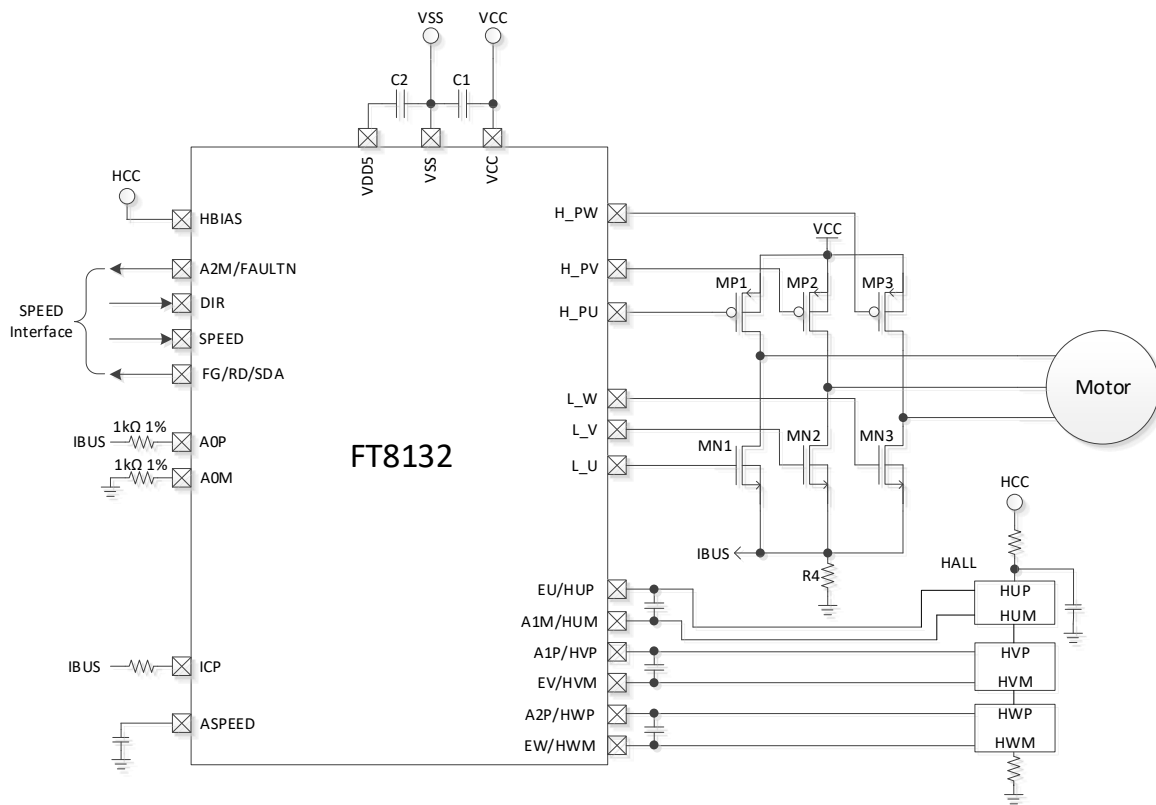 VSS
VCC
C2
C1
VDD5
VSS
VCC
HCC
HBIAS
A2M/FAULTN
DIR
SPEED
Interface
SPEED
FG/RD/SDA
1kΩ 1%
IBUS
A0P
1kΩ 1%
A0M
FT8132
IBUS
ICP
ASPEED
H_PW
H_PV
H_PU
L_W
L_V
L_U
EU/HUP
A1M/HUM
A1P/HVP
EV/HVM
A2P/HWP
EW/HWM
VCC
MP1
MP2
MP3
Motor
MN1
MN2
MN3
IBUS
R4
HCC
HALL
HUP
HUM
HVP
HVM
HWP
HWM